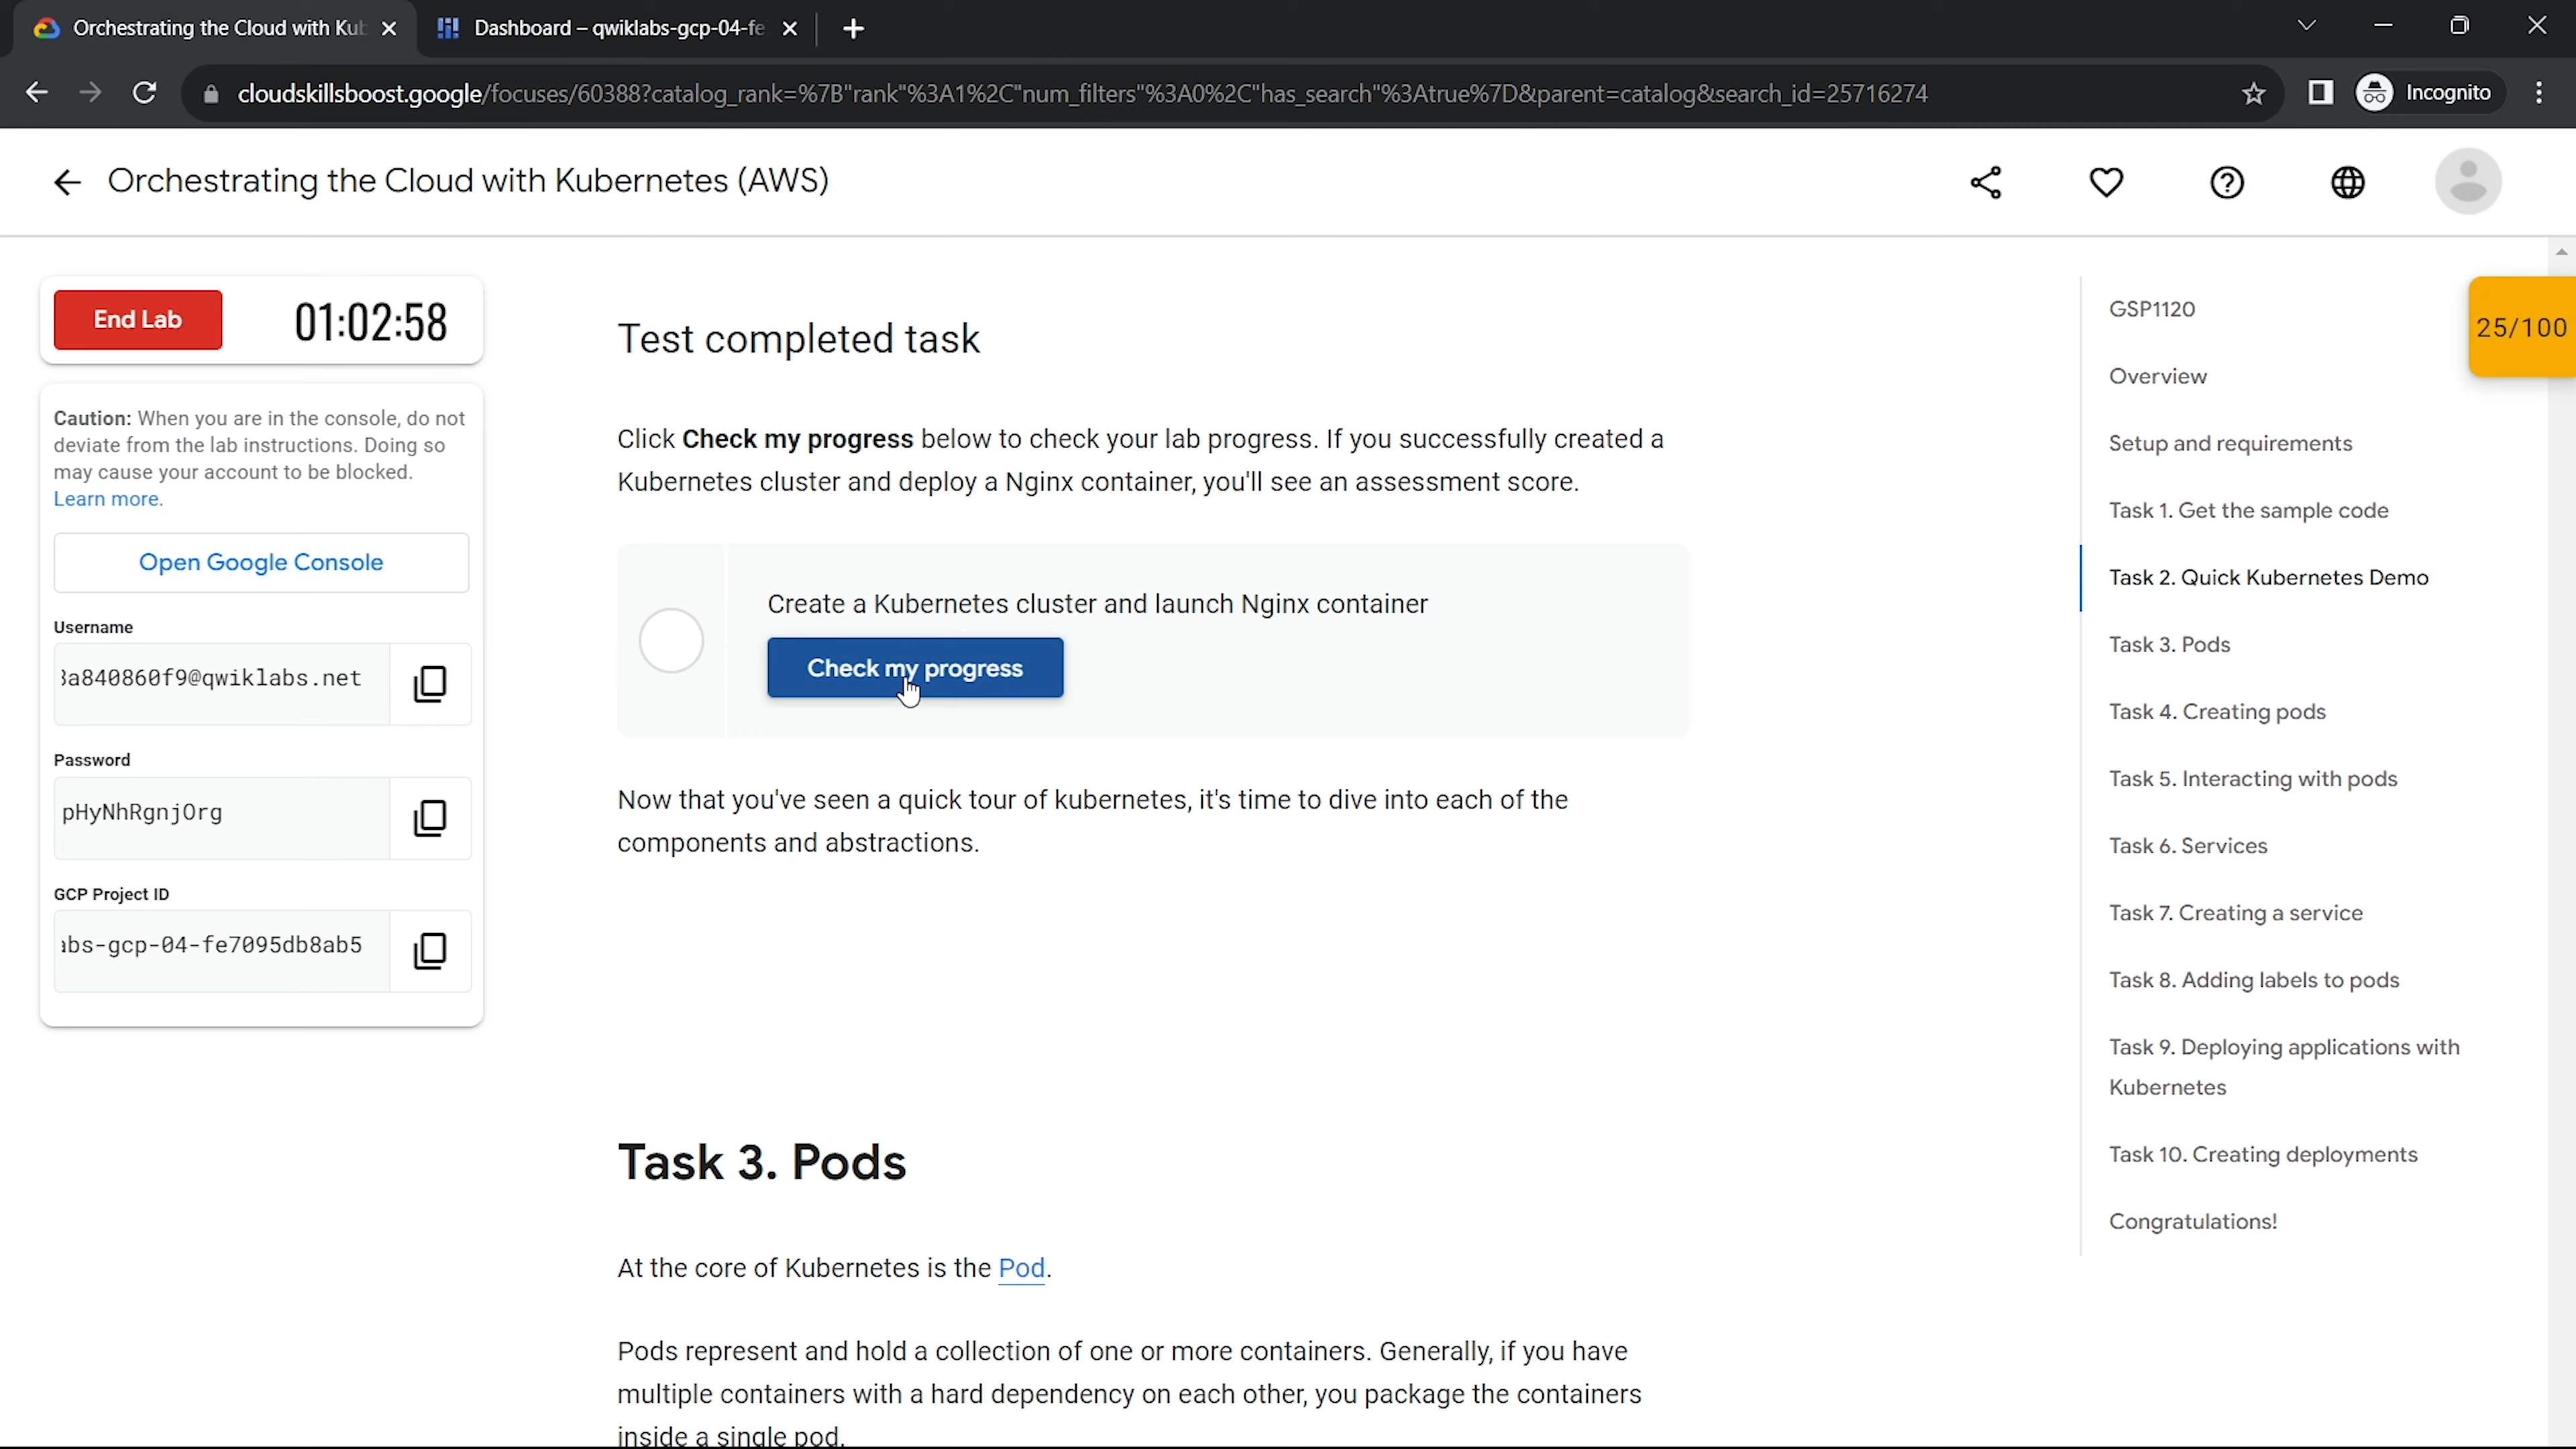 Orchestrating the Cloud with Kub
Dashboard – qwiklabs-gcp-04-fe
cloudskillsboost.google/focuses/60388?catalog_rank=%7B"rank"%3A1%2C"num_filters"%3A0%2C"has_search"%3Atrue%7D&parent=catalog&search_id=25716274
Incognito
Orchestrating the Cloud with Kubernetes (AWS)
End Lab
01:02:58
Caution: When you are in the console, do not
deviate from the lab instructions. Doing so
may cause your account to be blocked.
Learn more.
Open Google Console
Username
3a840860f9@qwiklabs.net
Password
pHyNhRgnjOrg
GCP Project ID
abs-gcp-04-fe7095db8ab5
Test completed task
Click Check my progress below to check your lab progress. If you successfully created a
Kubernetes cluster and deploy a Nginx container, you'll see an assessment score.
Create a Kubernetes cluster and launch Nginx container
Check my progress
Now that you've seen a quick tour of kubernetes, it's time to dive into each of the
components and abstractions.
Task 3. Pods
At the core of Kubernetes is the Pod.
Pods represent and hold a collection of one or more containers. Generally, if you have
multiple containers with a hard dependency on each other, you package the containers
inside a single pod.
GSP1120
Overview
Setup and requirements
Task 1. Get the sample code
Task 2. Quick Kubernetes Demo
Task 3. Pods
Task 4. Creating pods
Task 5. Interacting with pods
Task 6. Services
Task 7. Creating a service
Task 8. Adding labels to pods
Task 9. Deploying applications with
Kubernetes
Task 10. Creating deployments
Congratulations!
25/100